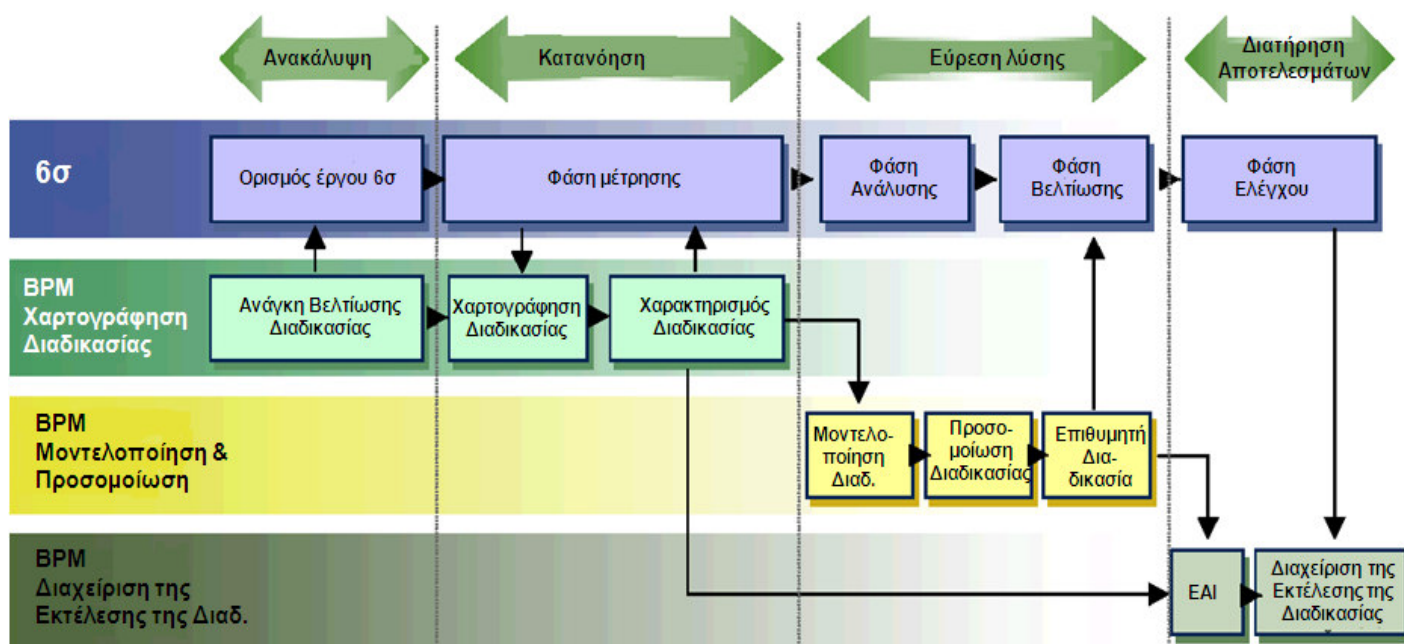 Ανακάλυψη
Κατανόηση
Εύρεση λύσης
Διατήρηση
Αποτελεσμάτων
6σ
Ορισμός έργου 6σ
Φάση μέτρησης
Φάση
Ανάλυσης
Φάση
Βελτίωσης
Φάση
Ελέγχου
BPM
Χαρτογράφηση
Διαδικασίας
Ανάγκη Βελτίωσης
Διαδικασίας
Χαρτογράφηση
Διαδικασίας
Χαρακτηρισμός
Διαδικασίας
BPM
Μοντελοποίηση &
Προσομοίωση
Μοντελο-
ποίηση
Διαδ.
Προσο-
μοίωση
Διαδικασίας
Επιθυμητή
Δια-
δικασία
BPM
Διαχείριση της
Εκτέλεσης της Διαδ.
EAI
Διαχείριση της
Εκτέλεσης της
Διαδικασίας